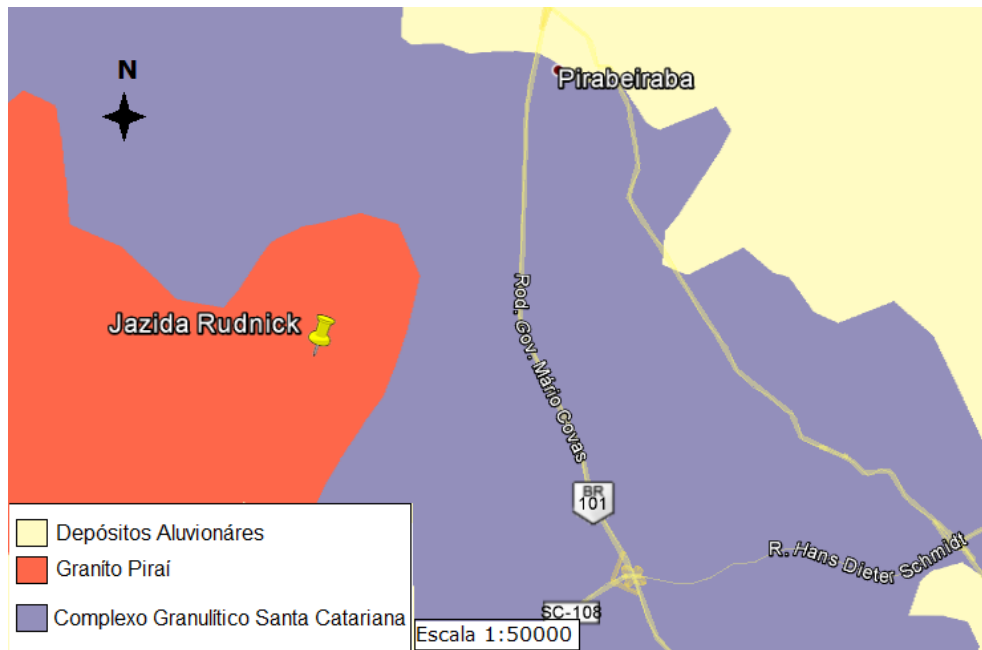 N
Pirabeiraba
Jazida Rudnick
Rod. Gov. Mário Covas
BR
101
R. Hans Dieter Schmidt
SC-108
Depósitos Aluvionáres
Graníto Piraí
Complexo Granulítico Santa Catariana
Escala 1:50000